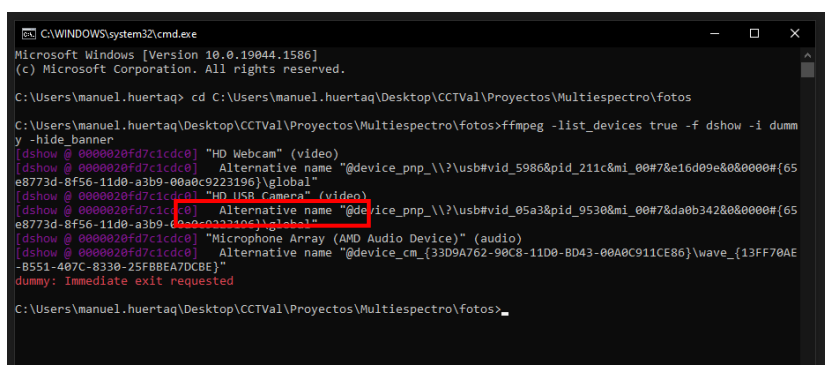 C:\WINDOWS\system32\cmd.exe
Microsoft Windows [Version 10.0.19044.1586]
(c) Microsoft Corporation. All rights reserved.
C:\Users\manuel.huertaq> cd C:\Users\manuel.huertaq\Desktop\CCTVal\Proyectos\Multiespectro\fotos
C:\Users\manuel.huertaq\Desktop\CCTVal\Proyectos\Multiespectro\fotos>ffmpeg -list_devices true -f dshow -i dumm
y -hide_banner
[dshow @ 0000020fd7c1cdc0] "HD Webcam" (video)
[dshow @ 0000020fd7c1cdc0]   Alternative name "@device_pnp_\\?\usb#vid_5986&pid_211c&mi_00#7&e16d09e&0&0000#{65
e8773d-8f56-11d0-a3b9-00a0c9223196}\global"
[dshow @ 0000020fd7c1cdc0] "HD USB Camera" (video)
[dshow @ 0000020fd7c1cdc0]   Alternative name "@device_pnp_\\?\usb#vid_05a3&pid_9530&mi_00#7&da0b342&0&0000#{65
e8773d-8f56-11d0-a3b9-00a0c9223196}\global"
[dshow @ 0000020fd7c1cdc0] "Microphone Array (AMD Audio Device)" (audio)
[dshow @ 0000020fd7c1cdc0]   Alternative name "@device_cm_{33D9A762-90C8-11D0-BD43-00A0C911CE86}\wave_{13FF70AE
-B551-407C-8330-25FBBEA7DCBE}"
dummy: Immediate exit requested
C:\Users\manuel.huertaq\Desktop\CCTVal\Proyectos\Multiespectro\fotos>_